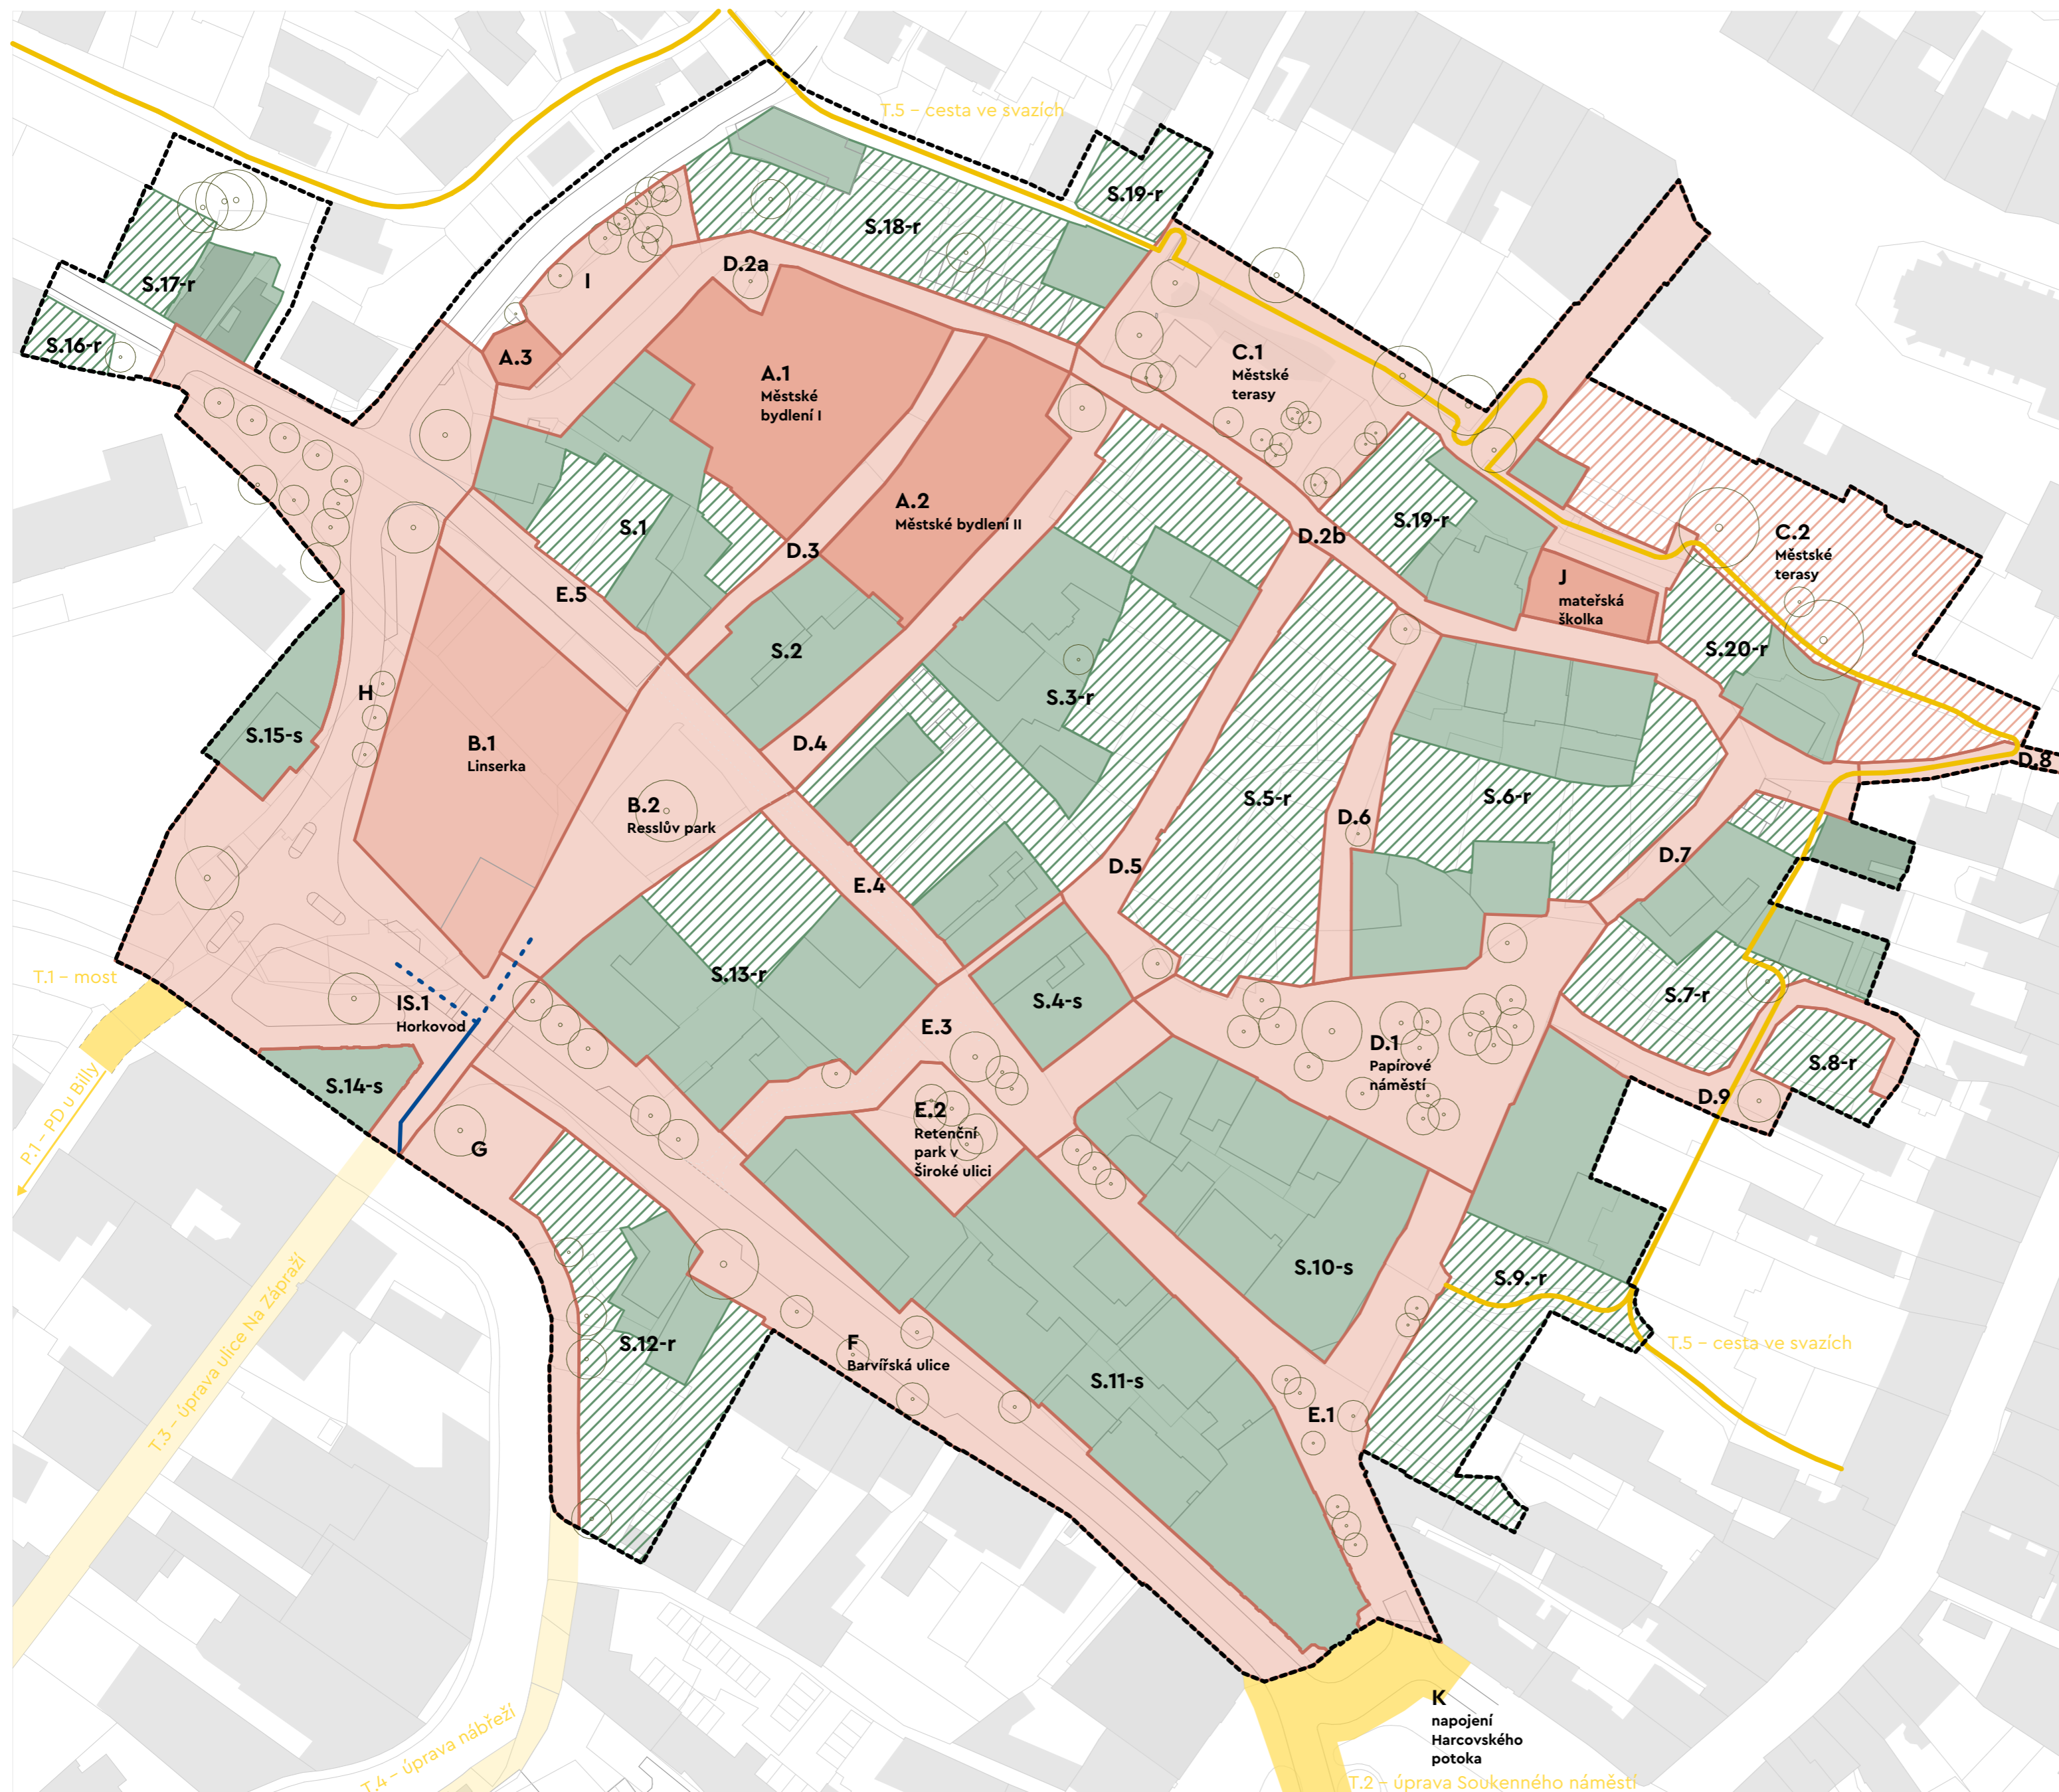 T.5 – cesta ve svazích
S.19-r
S.18-r
S.17-r
D.2a
I
S.16-r
A.3
A.1
Městské
bydlení I
C.1
Městské
terasy
A.2
Městské bydlení II
S.1
S.19-r
D.2b
C.2
Městské
terasy
D.3
J
mateřská
školka
E.5
S.2
S.20-r
H
S.3-r
S.15-s
B.1
Linserka
D.4
D.8
B.2
Resslův park
S.5-r
S.6-r
D.6
D.7
D.5
E.4
S.13-r
T.1 – most
IS.1
Horkovod
S.4-s
S.7-r
E.3
D.1
Papírové
náměstí
S.8-r
S.14-s
D.9
P.1 – PD u Billy
E.2
Retenční
park v
Široké ulici
G
S.10-s
S.9.-r
T.3 – úprava ulice Na Zápraží
S.12-r
F
Barvířská ulice
T.5 – cesta ve svazích
S.11-s
E.1
K
napojení
Harcovského
potoka
T.4 – úprava nábřeží
T.2 – úprava Soukenného náměstí